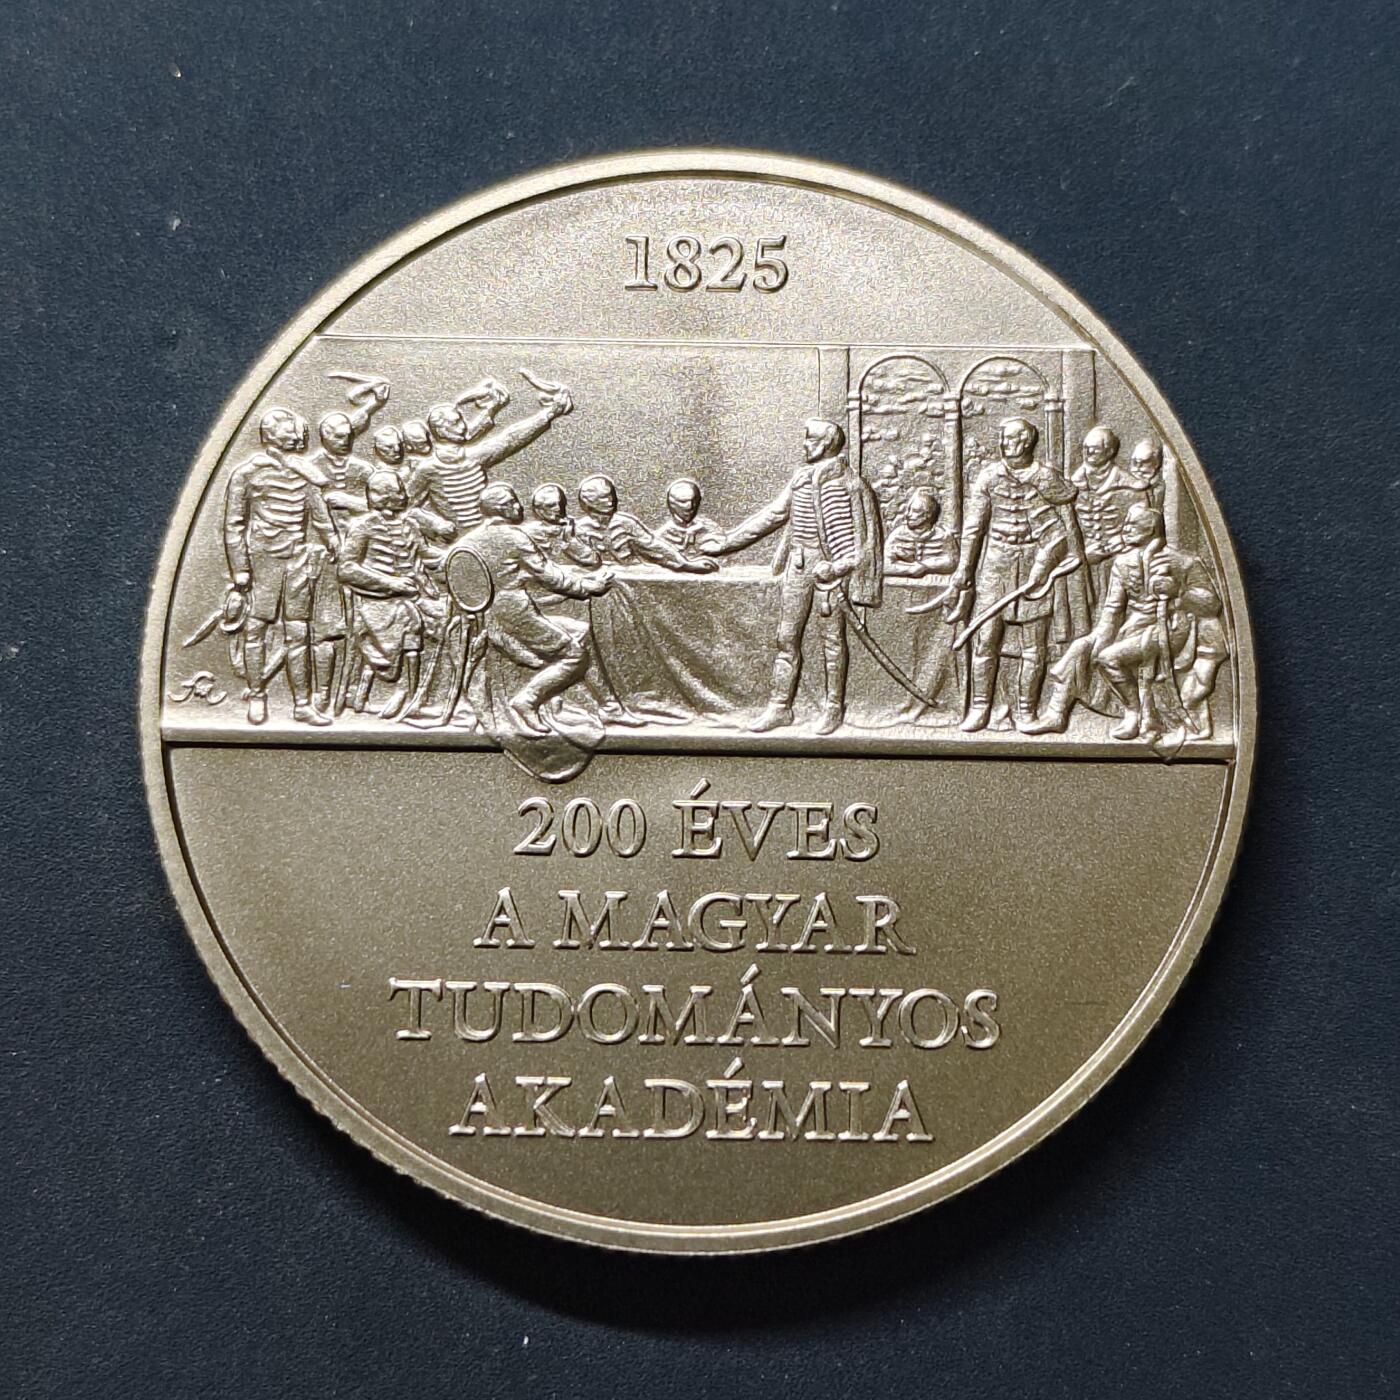 1825
200 ÉVES
A MAGYAR
TUDOMÁNYOS
AKADÉMIA